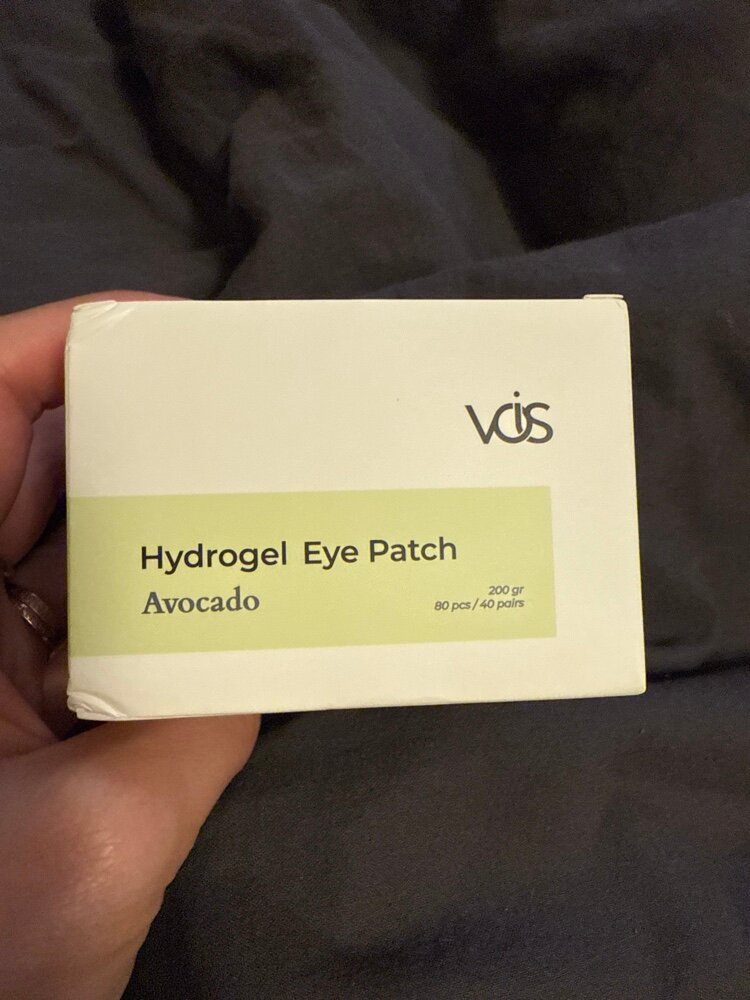 VOiS
Hydrogel Eye Patch
Avocado
200 gr
80 pcs / 40 pairs